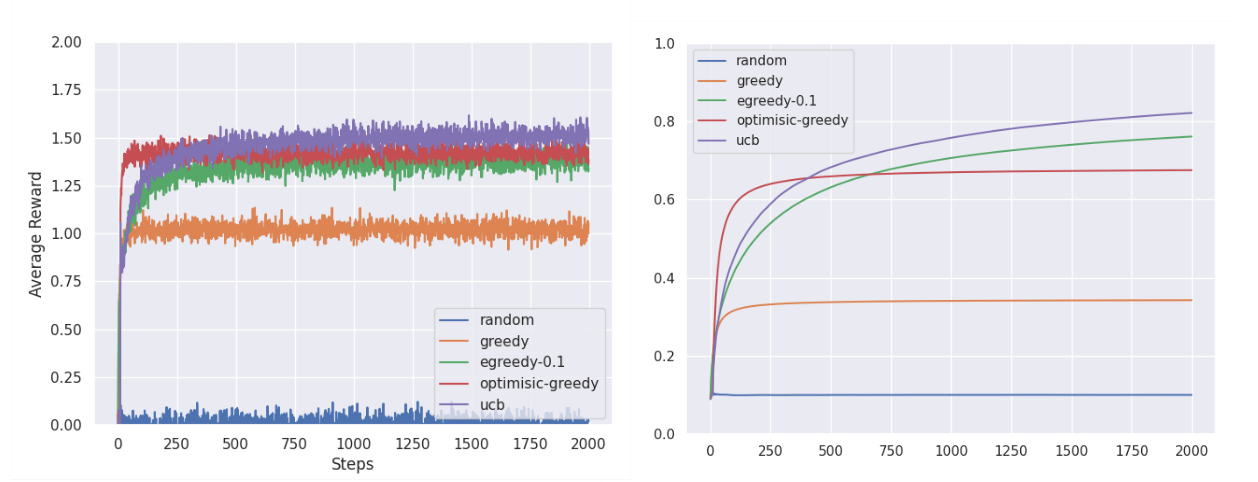 2.00
1.75
1.50
1.25
1.00
0.75
0.50
0.25
0.00
Average Reward
0 250 500 750 1000 1250 1500 1750 2000
Steps
random
greedy
egreedy-0.1
optimisic-greedy
ucb
1.0
0.8
0.6
0.4
0.2
0.0
0 250 500 750 1000 1250 1500 1750 2000
random
greedy
egreedy-0.1
optimisic-greedy
ucb